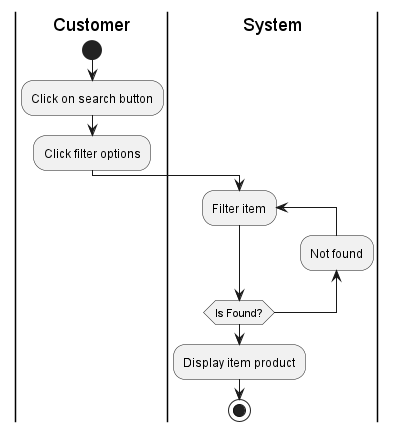 Customer
System
Click on search button
Click filter options
Filter item
Not found
Is Found?
Display item product